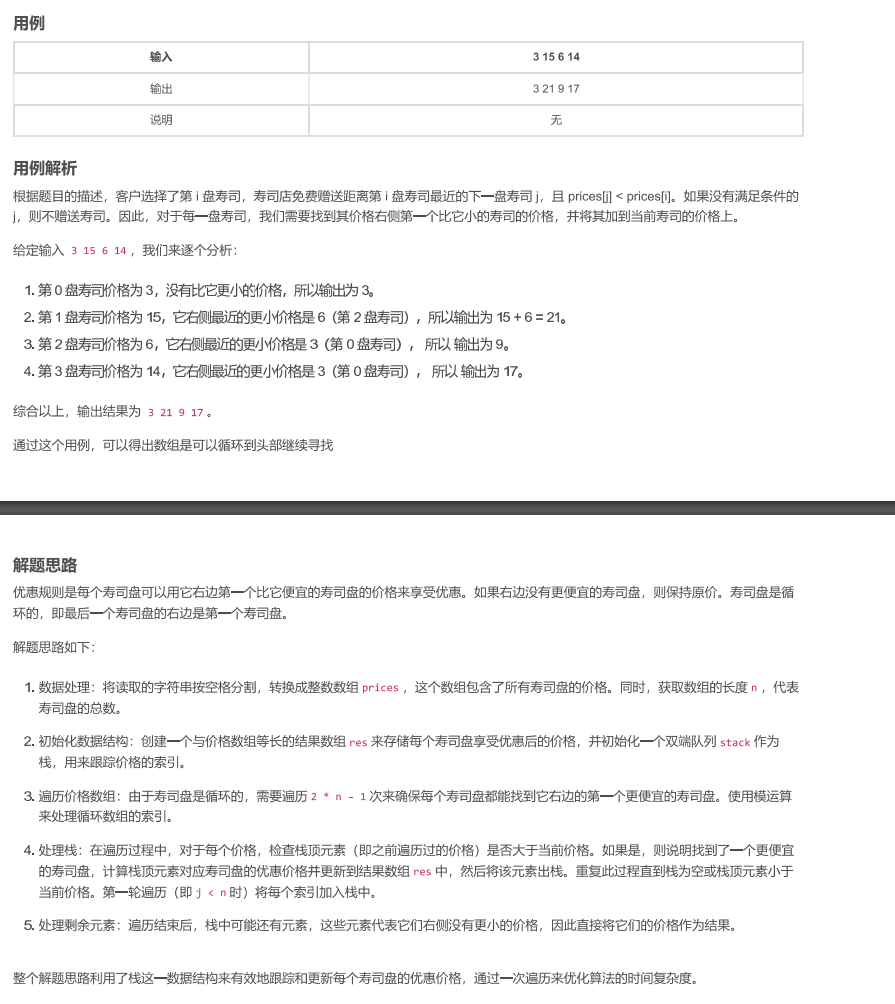 用例
输入 3 15 6 14
输出 3 21 9 17
说明 无
用例解析
根据题目的描述，客户选择了第 i 盘寿司，寿司店免费赠送距离第 i 盘寿司最近的下一盘寿司 j，且 prices[j] < prices[i]。如果没有满足条件的
j，则不赠送寿司。因此，对于每一盘寿司，我们需要找到其价格右侧第一个比它小的寿司的价格，并将其加到当前寿司的价格上。
给定输入 3 15 6 14 ，我们来逐个分析：
1. 第 0 盘寿司价格为 3，没有比它更小的价格，所以输出为 3。
2. 第 1 盘寿司价格为 15，它右侧最近的更小价格是 6（第 2 盘寿司），所以输出为 15 + 6 = 21。
3. 第 2 盘寿司价格为 6，它右侧最近的更小价格是 3（第 0 盘寿司）， 所以 输出为 9。
4. 第 3 盘寿司价格为 14，它右侧最近的更小价格是 3（第 0 盘寿司）， 所以 输出为 17。
综合以上，输出结果为 3 21 9 17 。
通过这个用例，可以得出数组是可以循环到头部继续寻找
解题思路
优惠规则是每个寿司盘可以用它右边第一个比它便宜的寿司盘的价格来享受优惠。如果右边没有更便宜的寿司盘，则保持原价。寿司盘是循
环的，即最后一个寿司盘的右边是第一个寿司盘。
解题思路如下：
1. 数据处理：将读取的字符串按空格分割，转换成整数数组 prices ，这个数组包含了所有寿司盘的价格。同时，获取数组的长度 n ，代表
寿司盘的总数。
2. 初始化数据结构：创建一个与价格数组等长的结果数组 res 来存储每个寿司盘享受优惠后的价格，并初始化一个双端队列 stack 作为
栈，用来跟踪价格的索引。
3. 遍历价格数组：由于寿司盘是循环的，需要遍历 2 * n - 1 次来确保每个寿司盘都能找到它右边的第一个更便宜的寿司盘。使用模运算
来处理循环数组的索引。
4. 处理栈：在遍历过程中，对于每个价格，检查栈顶元素（即之前遍历过的价格）是否大于当前价格。如果是，则说明找到了一个更便宜
的寿司盘，计算栈顶元素对应寿司盘的优惠价格并更新到结果数组 res 中，然后将该元素出栈。重复此过程直到栈为空或栈顶元素小于
当前价格。第一轮遍历（即 j < n 时）将每个索引加入栈中。
5. 处理剩余元素：遍历结束后，栈中可能还有元素，这些元素代表它们右侧没有更小的价格，因此直接将它们的价格作为结果。
整个解题思路利用了栈这一数据结构来有效地跟踪和更新每个寿司盘的优惠价格，通过一次遍历来优化算法的时间复杂度。